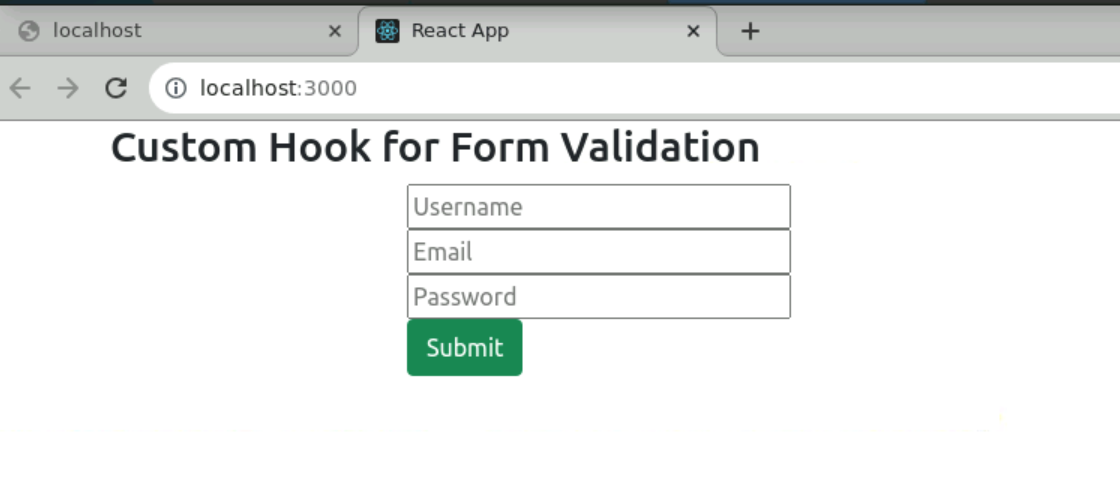 localhost
React App
localhost:3000
Custom Hook for Form Validation
Username
Email
Password
Submit